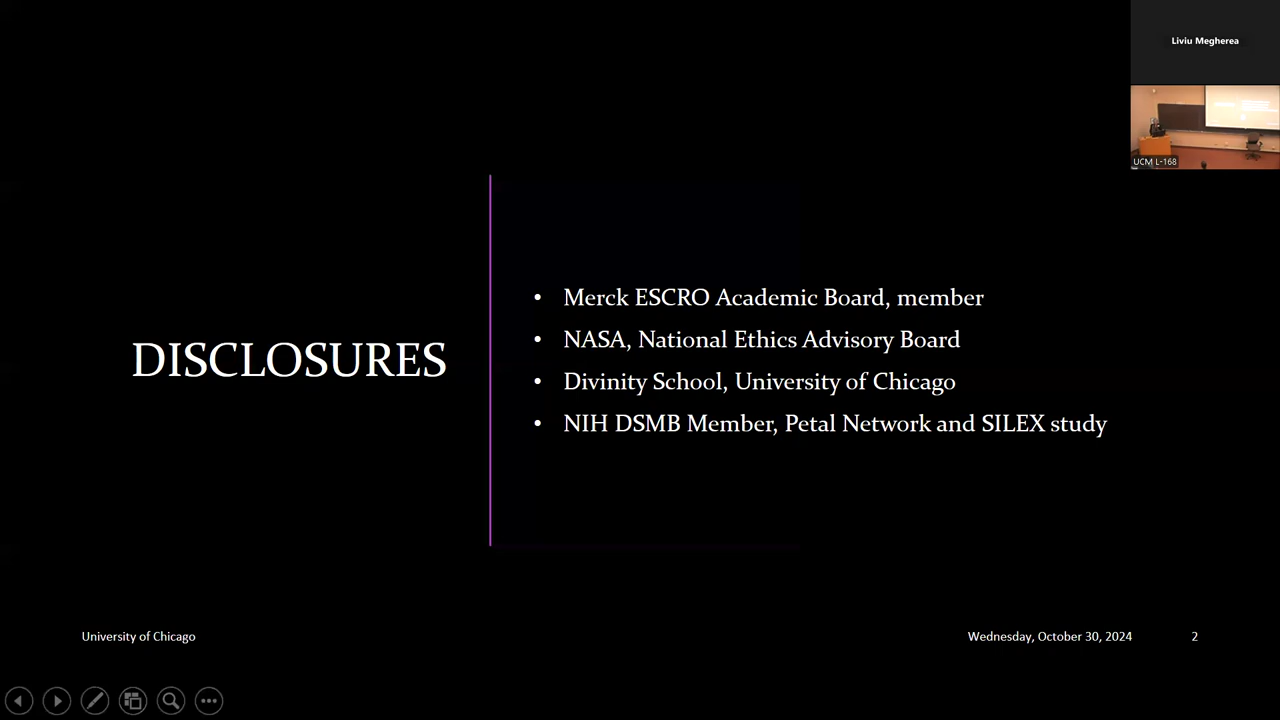 Liviu Megherea
UCM L-168
DISCLOSURES
• Merck ESCRO Academic Board, member
• NASA, National Ethics Advisory Board
• Divinity School, University of Chicago
• NIH DSMB Member, Petal Network and SILEX study
University of Chicago
Wednesday, October 30, 2024
2